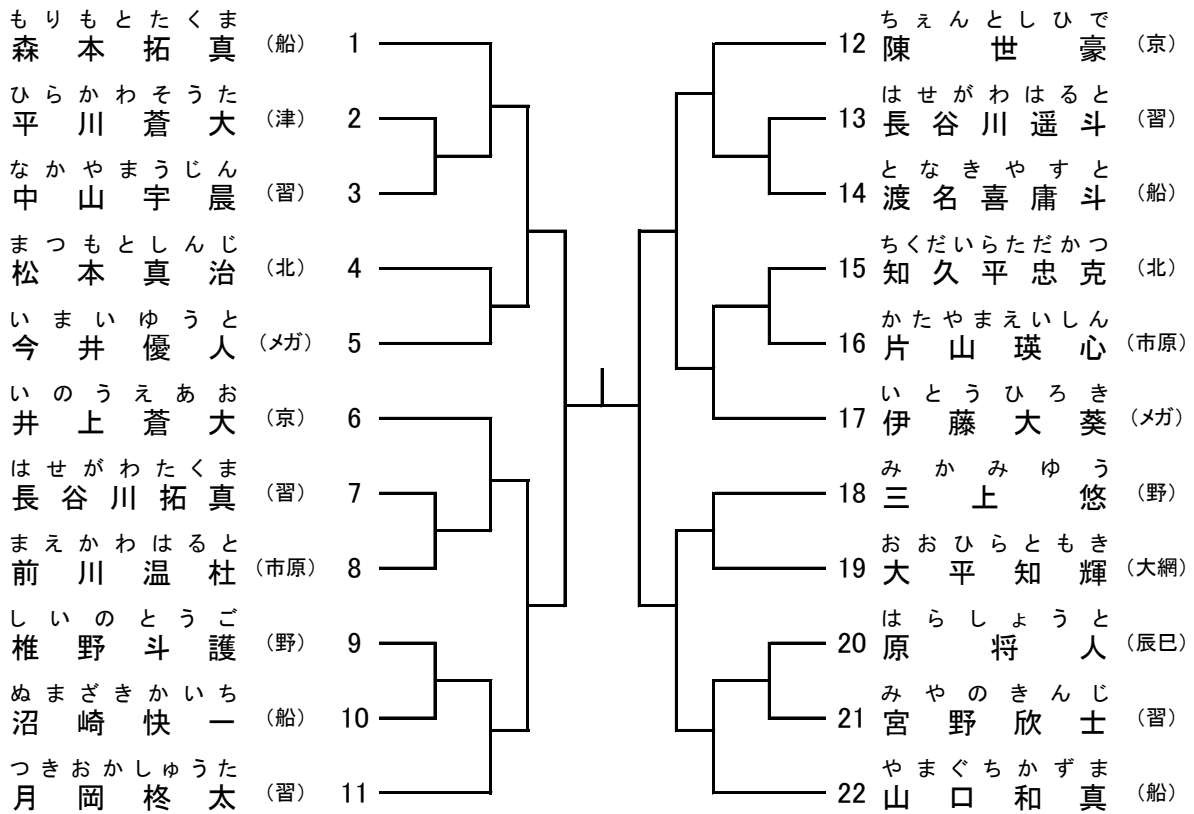 もりもとたくま
森本拓真 (船) 1
ひらかわそうた
平川蒼大 (津) 2
なかやまうじん
中山宇晨 (習) 3
まつもとしんじ
松本真治 (北) 4
いまいゆうと
今井優人 (メガ) 5
いのうえあお
井上蒼大 (京) 6
はせがわたくま
長谷川拓真 (習) 7
まえかわはると
前川温杜 (市原) 8
しいのとうご
椎野斗護 (野) 9
ぬまざきかいち
沼崎快一 (船) 10
つきおかしゅうた
月岡柊太 (習) 11
ちぇんとしひで
12 陳世豪 (京)
はせがわはると
13 長谷川遥斗 (習)
となきやすと
14 渡名喜庸斗 (船)
ちくだいらただかつ
15 知久平忠克 (北)
かたやまえいしん
16 片山瑛心 (市原)
いとうひろき
17 伊藤大葵 (メガ)
みかみゆう
18 三上悠 (野)
おおひらともき
19 大平知輝 (大網)
はらしょうと
20 原将人 (辰巳)
みやのきんじ
21 宮野欣士 (習)
やまぐちかずま
22 山口和真 (船)